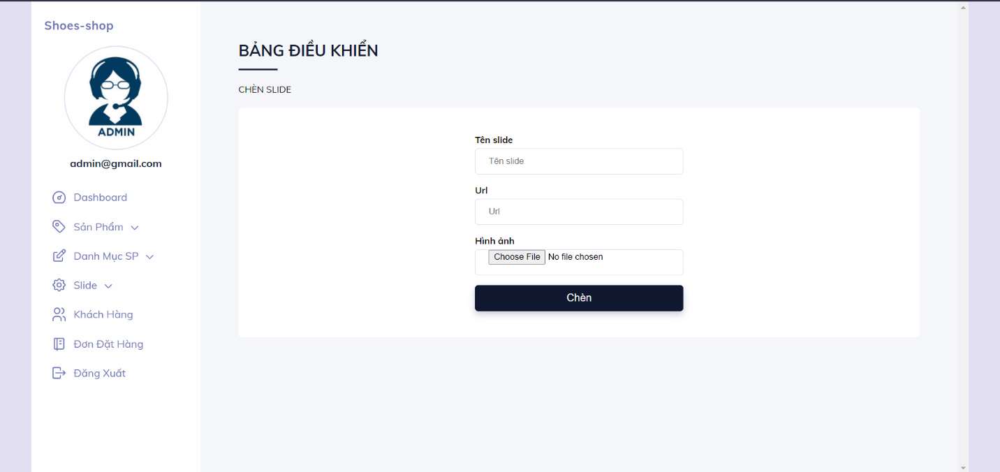 Shoes-shop
ADMIN
admin@gmail.com
Dashboard
Sản Phẩm
Danh Mục SP
Slide
Khách Hàng
Đơn Đặt Hàng
Đăng Xuất
BẢNG ĐIỀU KHIỂN
CHÈN SLIDE
Tên slide
Tên slide
Url
Url
Hình ảnh
Choose File No file chosen
Chèn